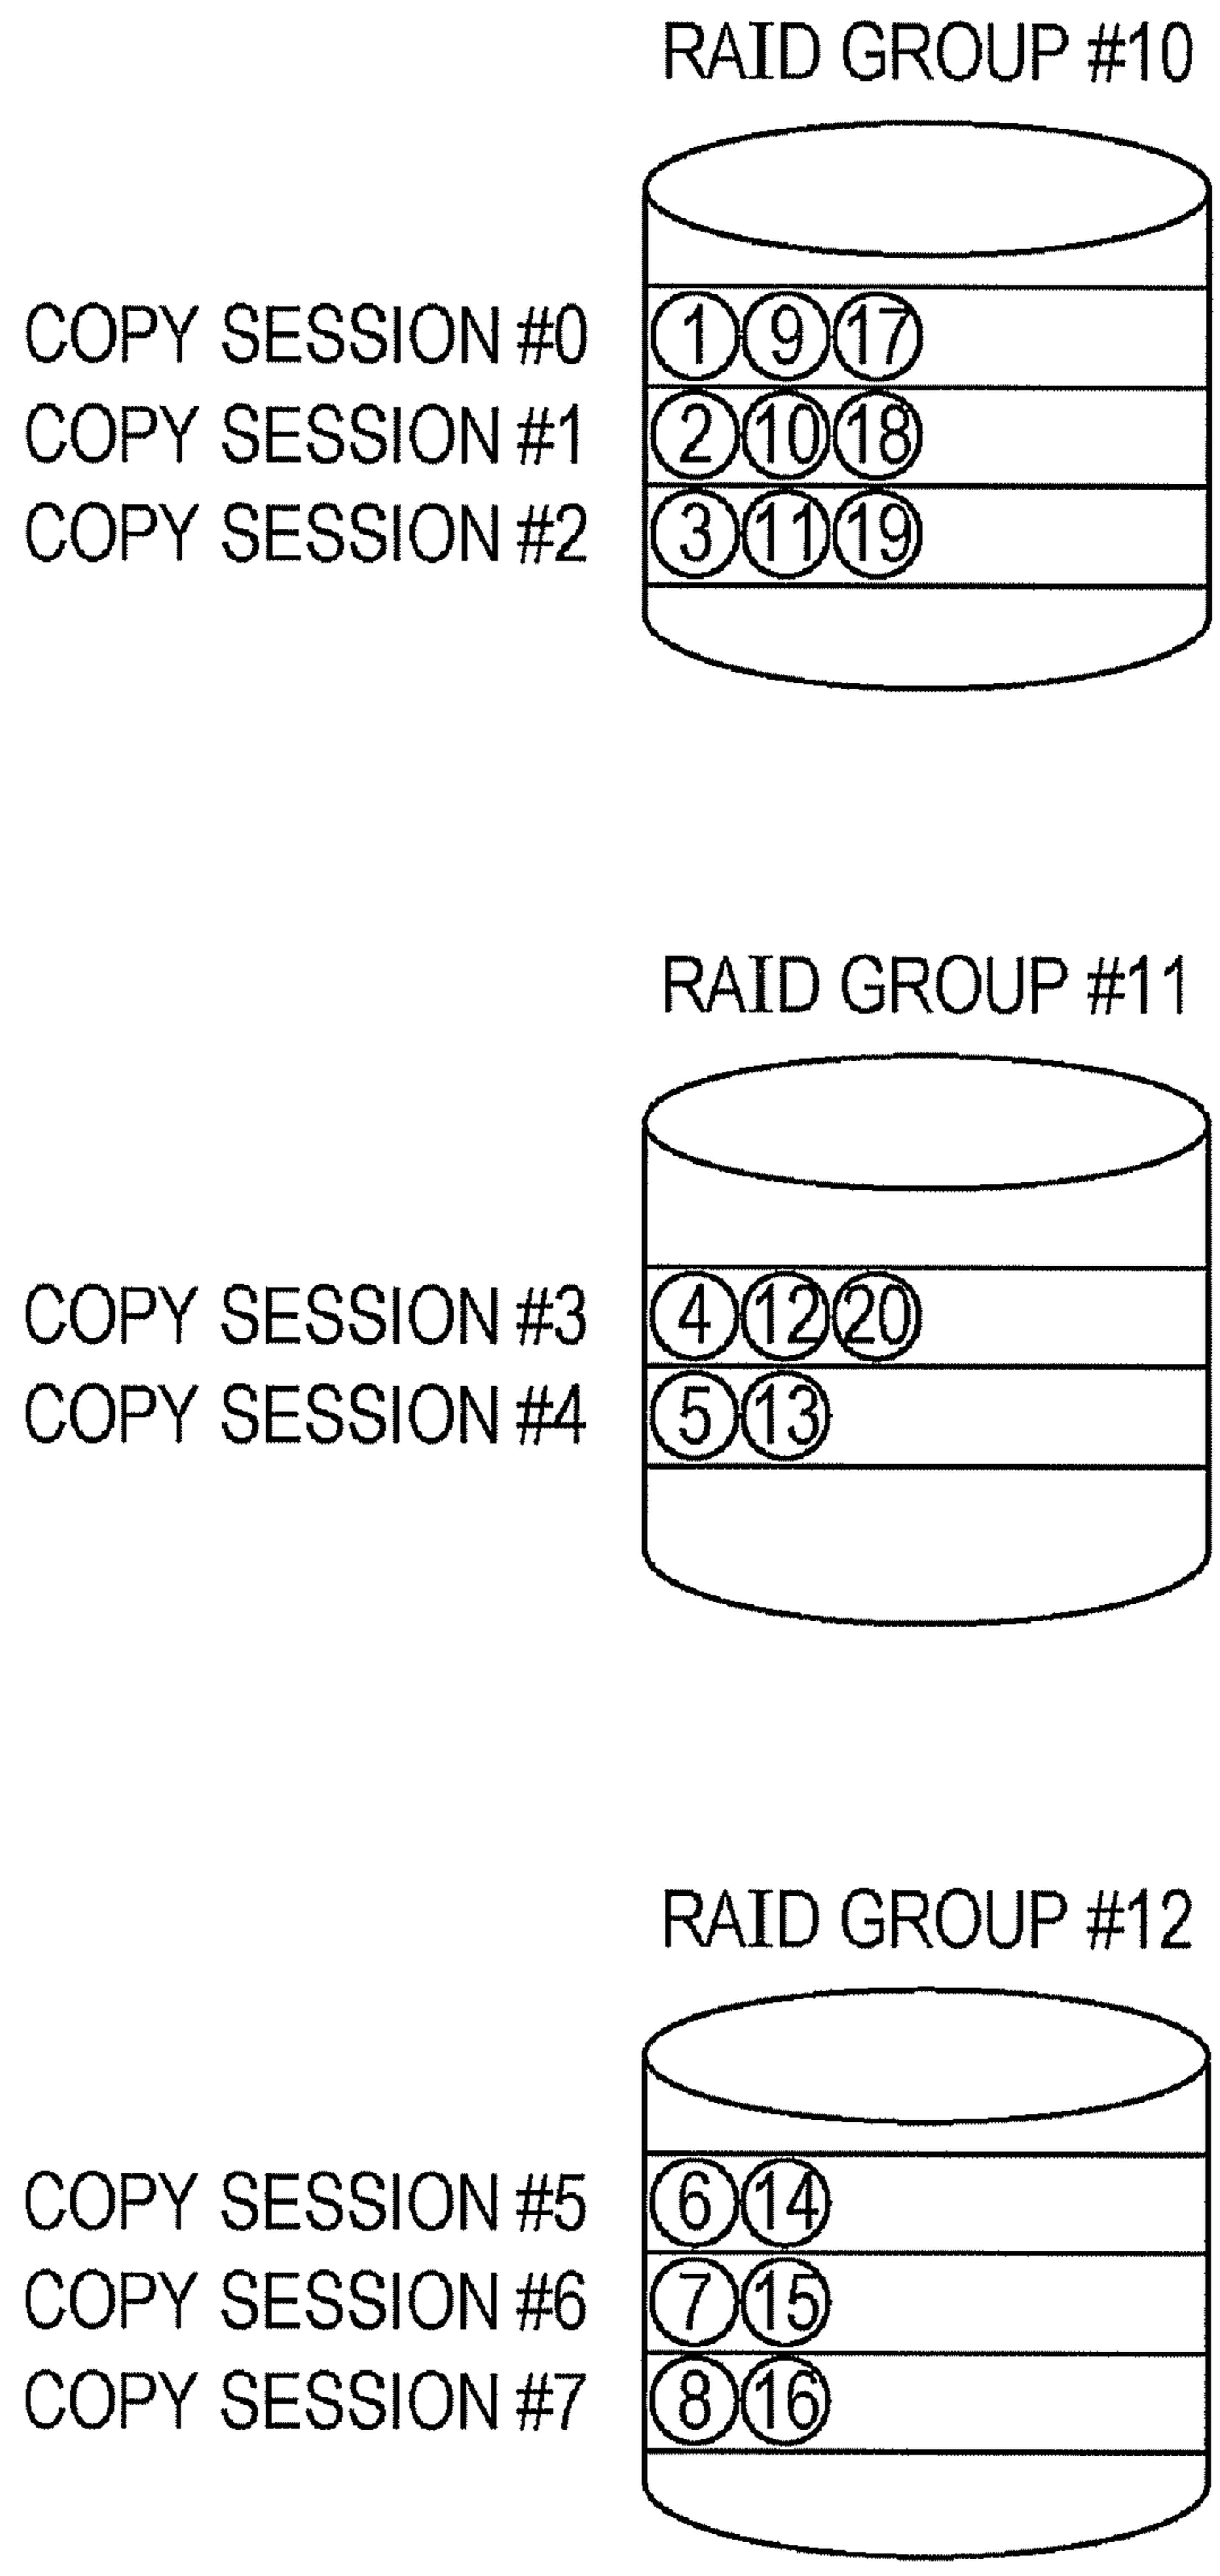 RAID GROUP #10
COPY SESSION #0 1 9 17
COPY SESSION #1 2 10 18
COPY SESSION #2 3 11 19
RAID GROUP #11
COPY SESSION #3 4 12 20
COPY SESSION #4 5 13
RAID GROUP #12
COPY SESSION #5 6 14
COPY SESSION #6 7 15
COPY SESSION #7 8 16